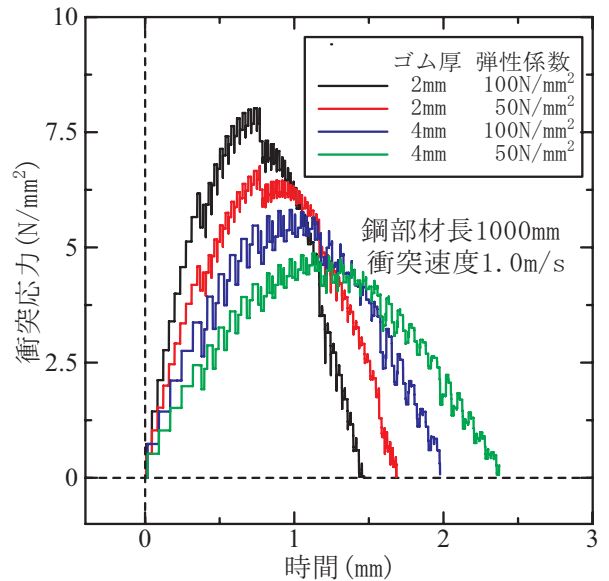 10
7.5
5
2.5
0
衝突応力(N/mm²)
ゴム厚 弾性係数
2mm 100N/mm²
2mm 50N/mm²
4mm 100N/mm²
4mm 50N/mm²
鋼部材長1000mm
衝突速度1.0m/s
0 1 2 3
時間(mm)